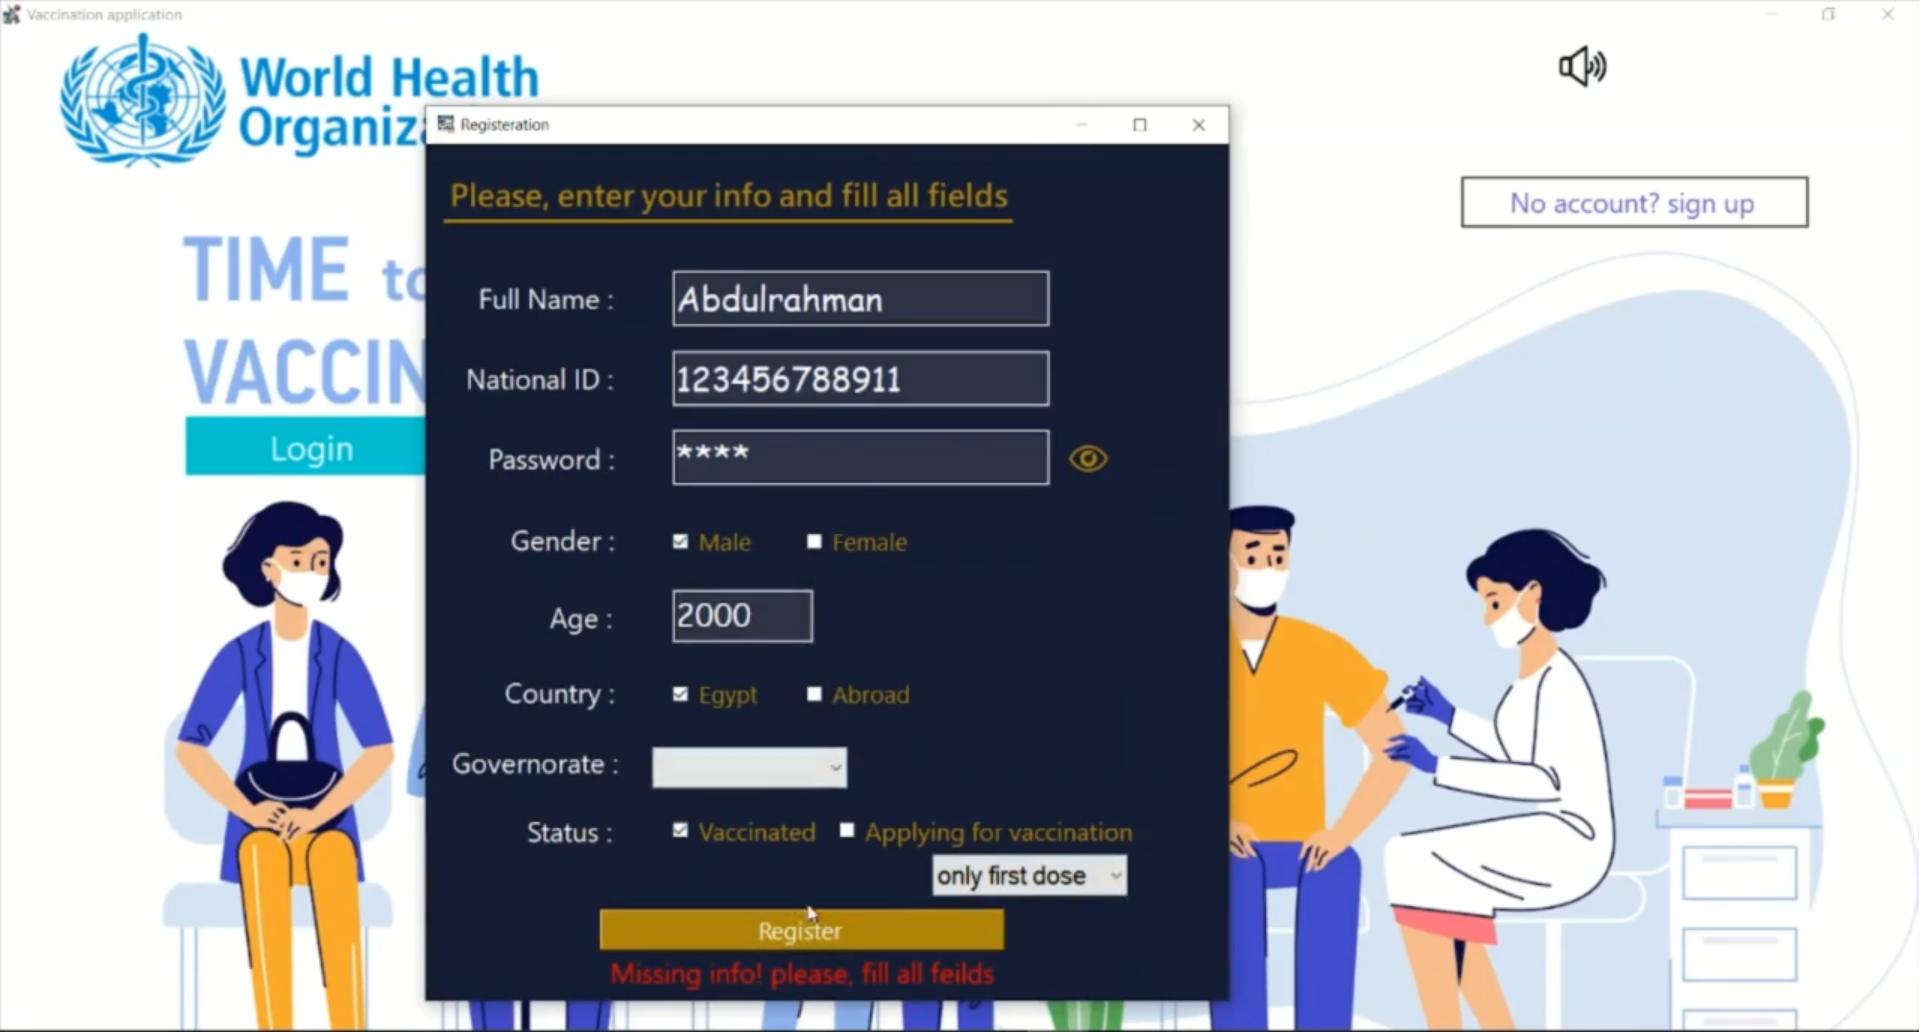 Vaccination application
World Health
Organiz
No account? sign up
TIME to
VACCIN
Login
Registeration
Please, enter your info and fill all fields
Full Name : Abdulrahman
National ID : 123456788911
Password : ****
Gender : Male Female
Age : 2000
Country : Egypt Abroad
Governorate :
Status : Vaccinated Applying for vaccination
only first dose
Register
Missing info! please, fill all feilds